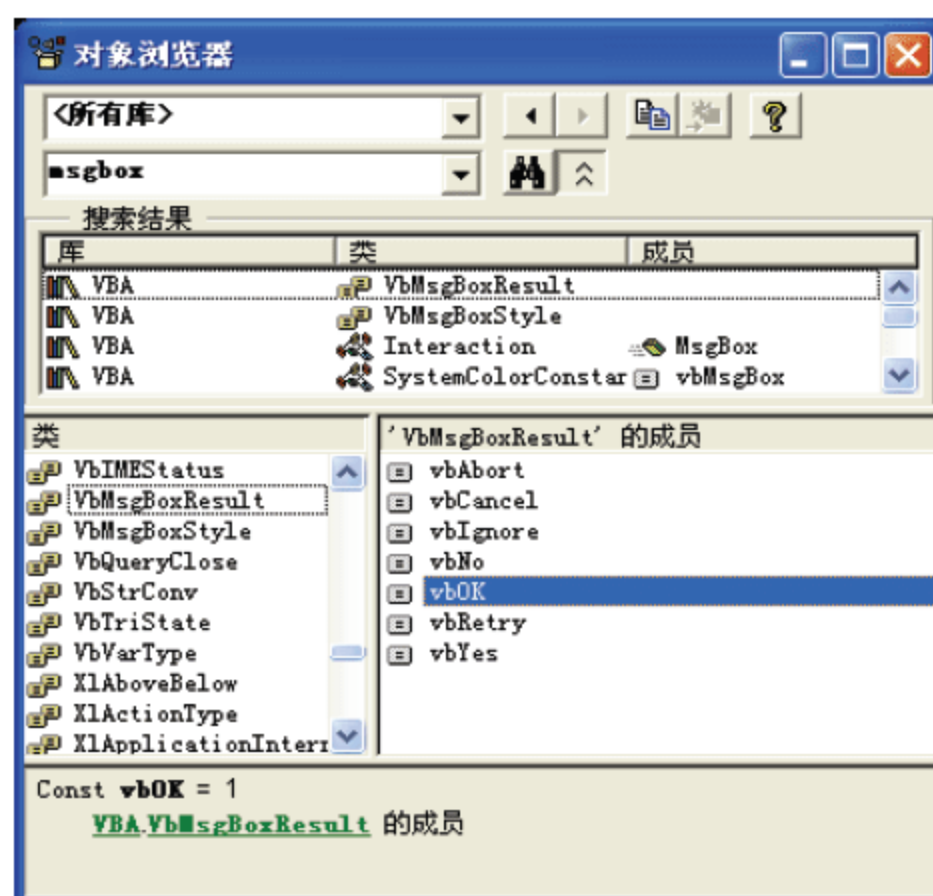 对象浏览器
<所有库>
msgbox
搜索结果
库 类 成员
VBA VbMsgBoxResult
VBA VbMsgBoxStyle
VBA Interaction MsgBox
VBA SystemColorConstar vbMsgBox
类
VbIMEStatus
VbMsgBoxResult
VbMsgBoxStyle
VbQueryClose
VbStrConv
VbTriState
VbVarType
XlAboveBelow
XlActionType
XlApplicationInterr
'VbMsgBoxResult' 的成员
vbAbort
vbCancel
vbIgnore
vbNo
vbOK
vbRetry
vbYes
Const vbOK = 1
VBA.VbMsgBoxResult 的成员